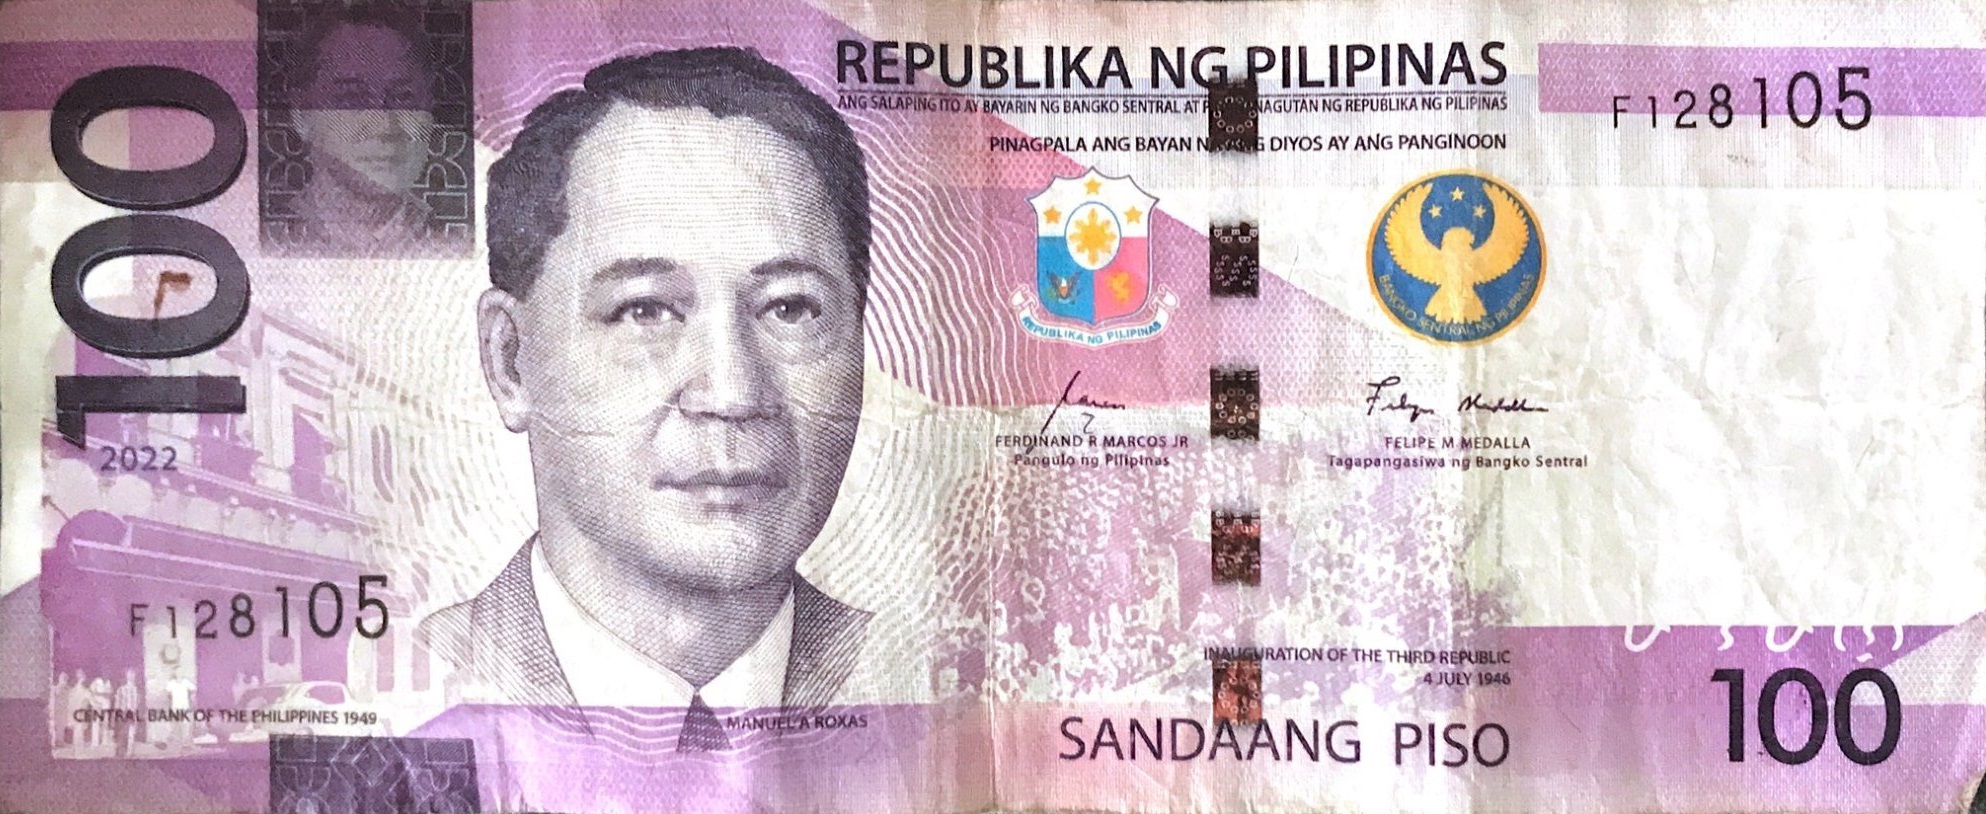 100
REPUBLIKA NG PILIPINAS
ANG SALAPING ITO AY BAYARIN NG BANGKO SENTRAL AT NAGUTAN NG REPUBLIKA NG PILIPINAS
PINAGPALA ANG BAYAN DIYOS AY ANG PANGINOON
F128105
REPUBLIKA NG PILIPINAS
BANGKO SENTRAL NG PILIPINAS
FERDINAND R MARCOS JR
Pangulo ng Pilipinas
FELIPE M MEDALLA
Tagapangasiwa ng Bangko Sentral
2022
F128105
CENTRAL BANK OF THE PHILIPPINES 1949
MANUEL A ROXAS
INAUGURATION OF THE THIRD REPUBLIC
4 JULY 1946
SANDAANG PISO
100